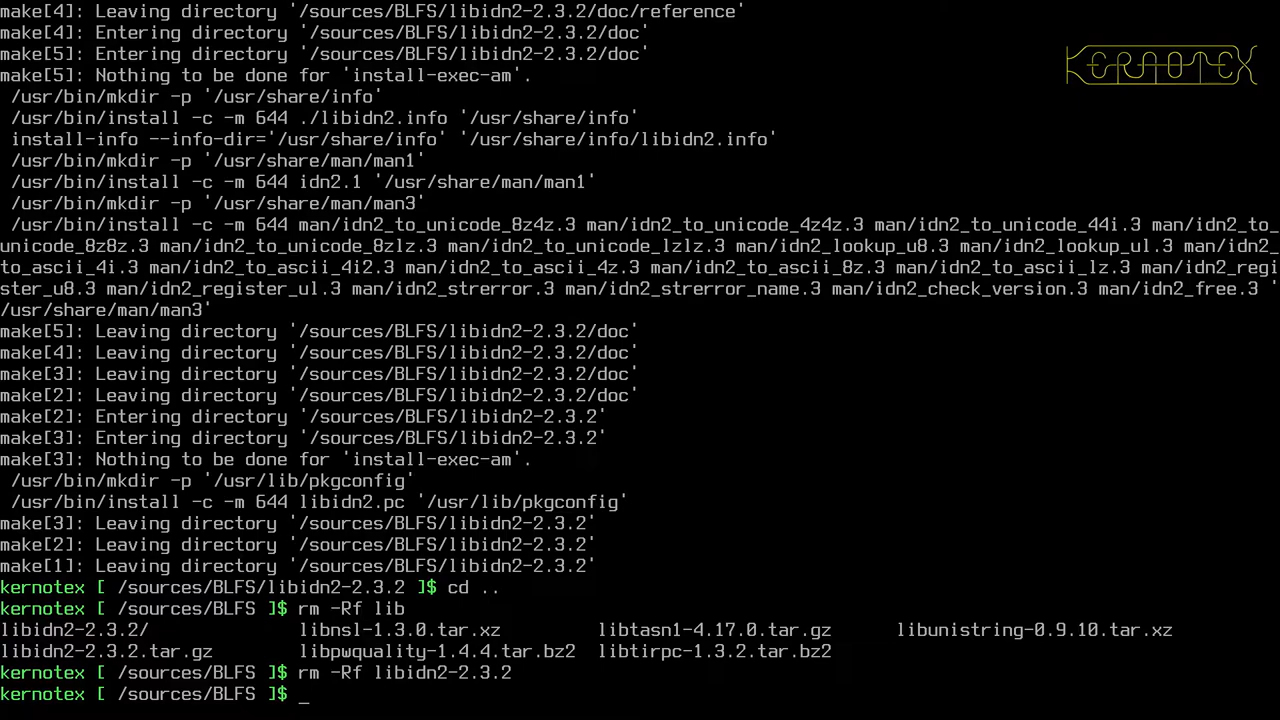 make[4]: Leaving directory '/sources/BLFS/libidn2-2.3.2/doc/reference'
make[4]: Entering directory '/sources/BLFS/libidn2-2.3.2/doc'
make[5]: Entering directory '/sources/BLFS/libidn2-2.3.2/doc'
make[5]: Nothing to be done for 'install-exec-am'.
 /usr/bin/mkdir -p '/usr/share/info'
 /usr/bin/install -c -m 644 ./libidn2.info '/usr/share/info'
 install-info --info-dir='/usr/share/info' '/usr/share/info/libidn2.info'
 /usr/bin/mkdir -p '/usr/share/man/man1'
 /usr/bin/install -c -m 644 idn2.1 '/usr/share/man/man1'
 /usr/bin/mkdir -p '/usr/share/man/man3'
 /usr/bin/install -c -m 644 man/idn2_to_unicode_8z4z.3 man/idn2_to_unicode_4z4z.3 man/idn2_to_unicode_44i.3 man/idn2_to_
unicode_8z8z.3 man/idn2_to_unicode_8zlz.3 man/idn2_to_unicode_lzlz.3 man/idn2_lookup_u8.3 man/idn2_lookup_ul.3 man/idn2_
to_ascii_4i.3 man/idn2_to_ascii_4i2.3 man/idn2_to_ascii_4z.3 man/idn2_to_ascii_8z.3 man/idn2_to_ascii_lz.3 man/idn2_regi
ster_u8.3 man/idn2_register_ul.3 man/idn2_strerror.3 man/idn2_strerror_name.3 man/idn2_check_version.3 man/idn2_free.3 '
/usr/share/man/man3'
make[5]: Leaving directory '/sources/BLFS/libidn2-2.3.2/doc'
make[4]: Leaving directory '/sources/BLFS/libidn2-2.3.2/doc'
make[3]: Leaving directory '/sources/BLFS/libidn2-2.3.2/doc'
make[2]: Leaving directory '/sources/BLFS/libidn2-2.3.2/doc'
make[2]: Entering directory '/sources/BLFS/libidn2-2.3.2'
make[3]: Entering directory '/sources/BLFS/libidn2-2.3.2'
make[3]: Nothing to be done for 'install-exec-am'.
 /usr/bin/mkdir -p '/usr/lib/pkgconfig'
 /usr/bin/install -c -m 644 libidn2.pc '/usr/lib/pkgconfig'
make[3]: Leaving directory '/sources/BLFS/libidn2-2.3.2'
make[2]: Leaving directory '/sources/BLFS/libidn2-2.3.2'
make[1]: Leaving directory '/sources/BLFS/libidn2-2.3.2'
kernotex [ /sources/BLFS/libidn2-2.3.2 ]$ cd ..
kernotex [ /sources/BLFS ]$ rm -Rf lib
libidn2-2.3.2/ libnsl-1.3.0.tar.xz libtasn1-4.17.0.tar.gz libunistring-0.9.10.tar.xz
libidn2-2.3.2.tar.gz libpwquality-1.4.4.tar.bz2 libtirpc-1.3.2.tar.bz2
kernotex [ /sources/BLFS ]$ rm -Rf libidn2-2.3.2
kernotex [ /sources/BLFS ]$ _
KERNOTEX